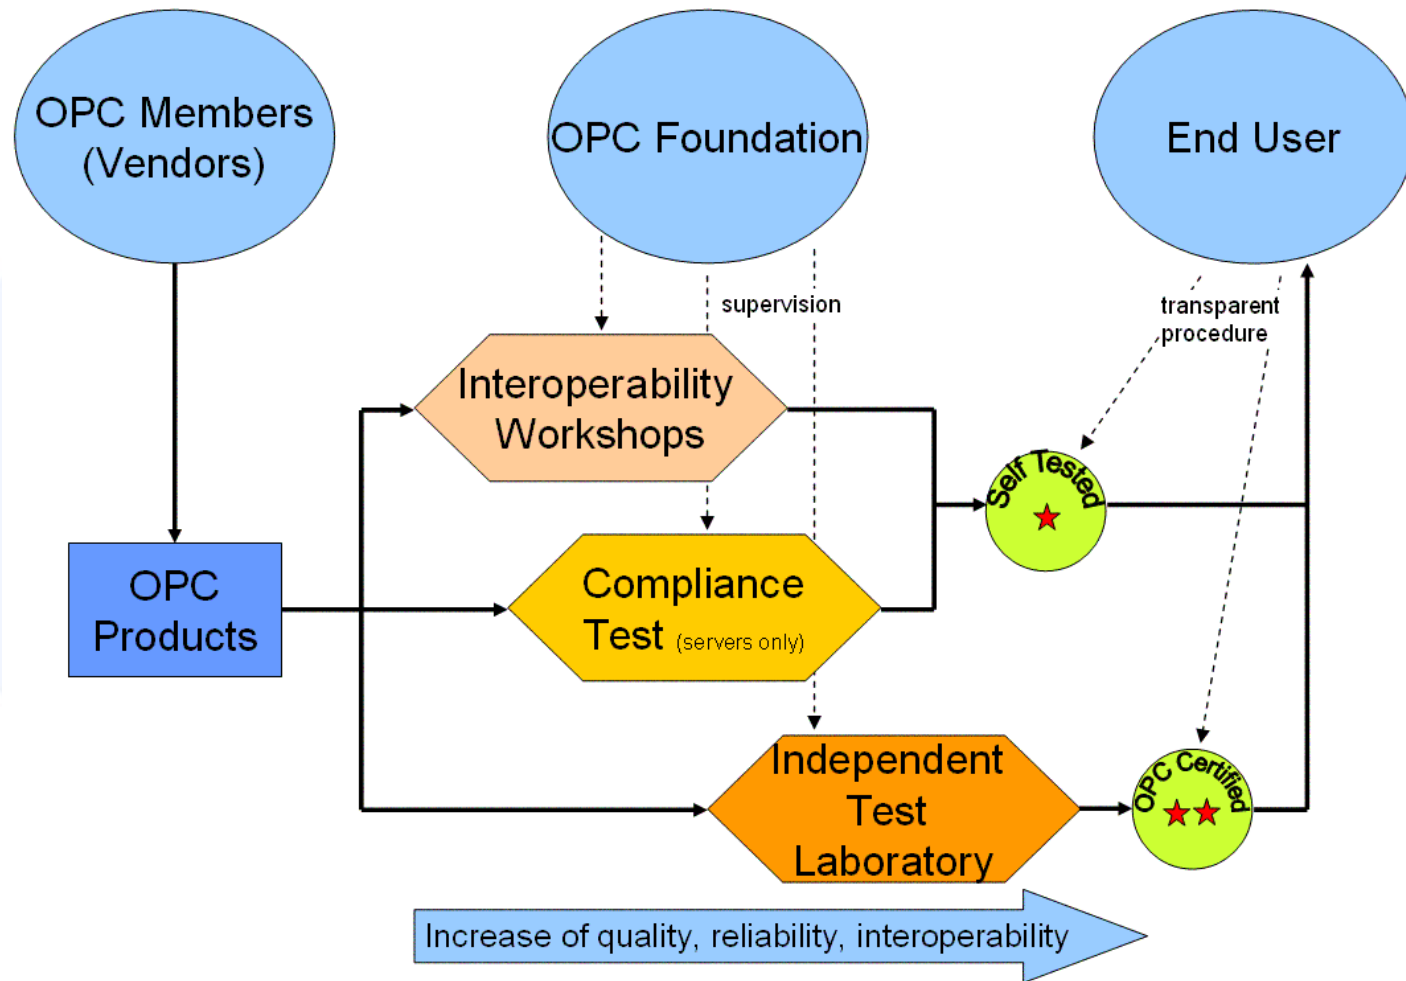 OPC Members
(Vendors)
OPC Foundation
End User
supervision
transparent
procedure
Interoperability
Workshops
Self Tested
OPC
Products
Compliance
Test (servers only)
Independent
Test
Laboratory
OPC Certified
Increase of quality, reliability, interoperability